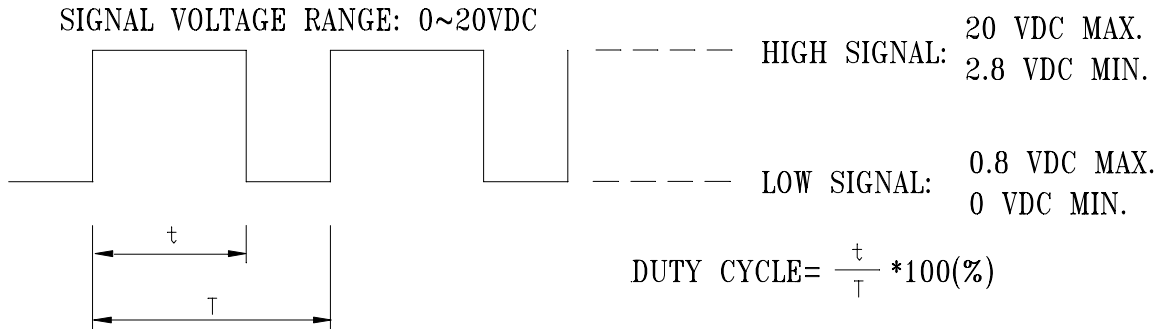 SIGNAL VOLTAGE RANGE: 0~20VDC
HIGH SIGNAL: 20 VDC MAX.
2.8 VDC MIN.
LOW SIGNAL: 0.8 VDC MAX.
0 VDC MIN.
t
T
DUTY CYCLE= t/T *100(%)